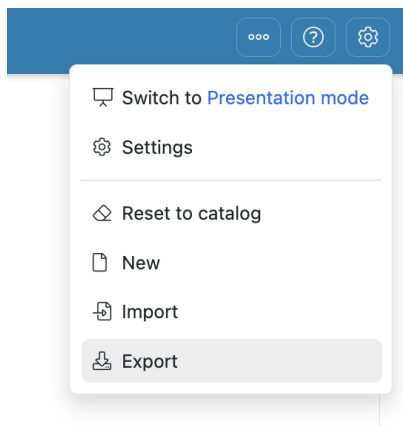 Switch to Presentation mode
Settings
Reset to catalog
New
Import
Export